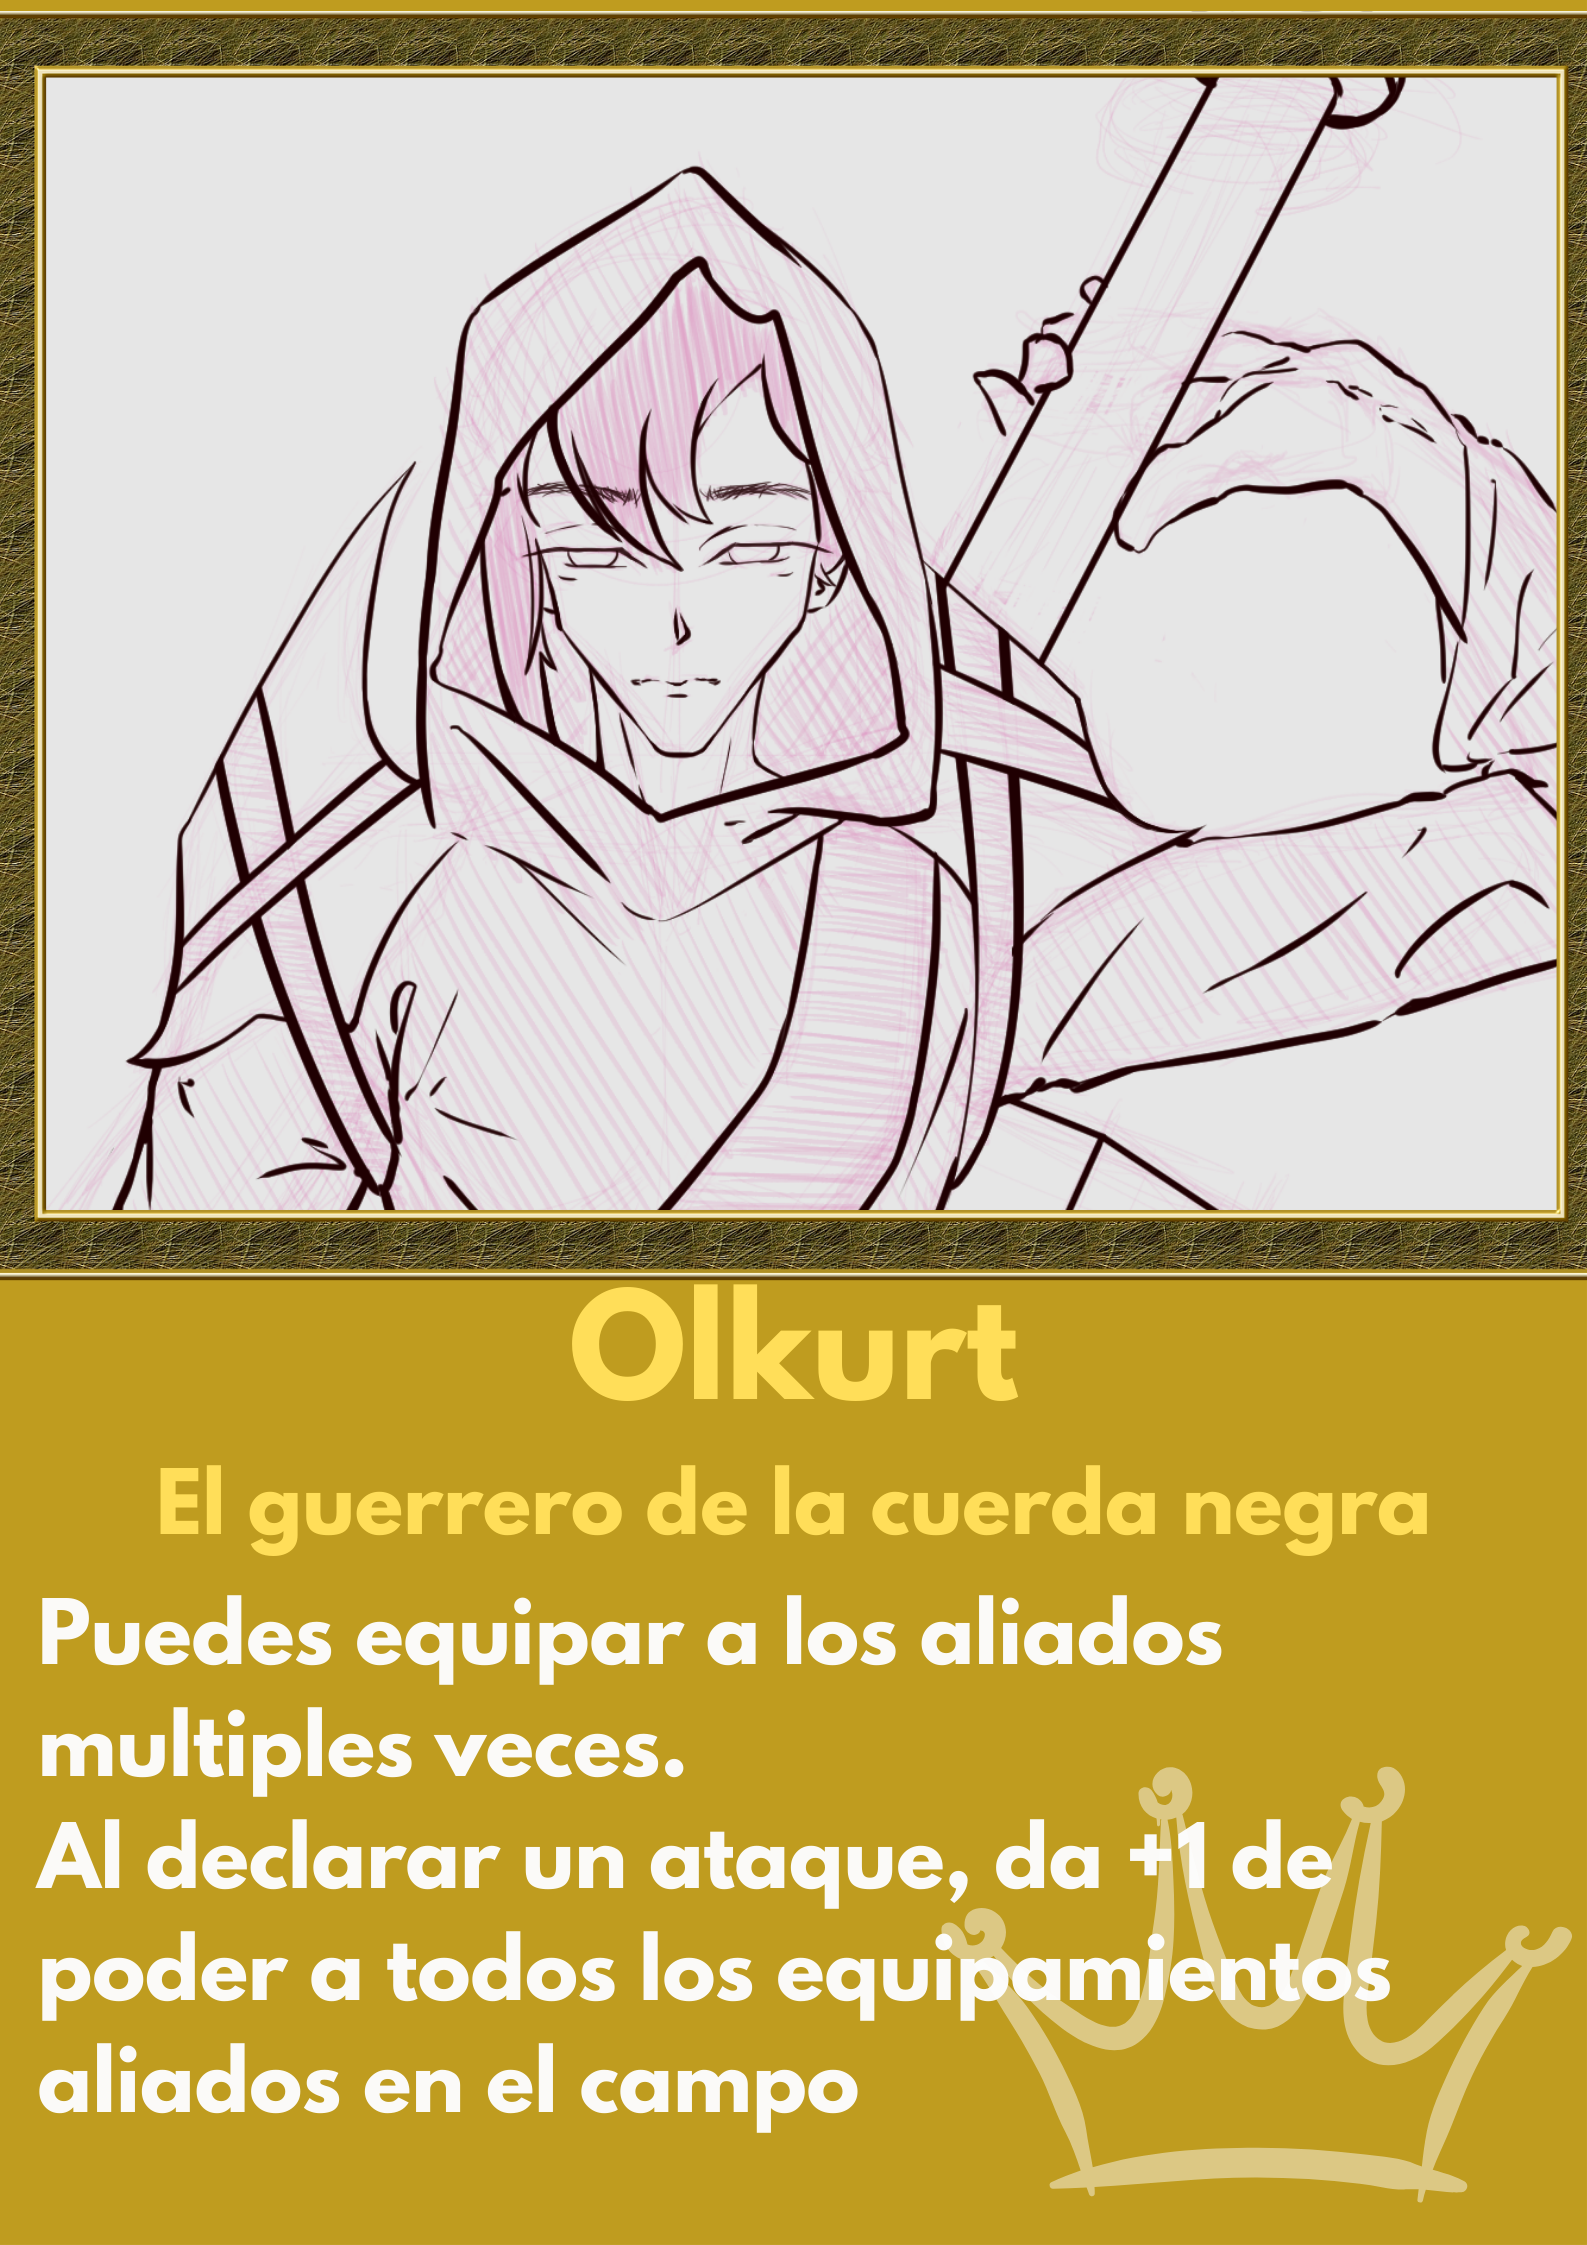 Olkurt
El guerrero de la cuerda negra
Puedes equipar a los aliados
multiples veces.
Al declarar un ataque, da +1 de
poder a todos los equipamientos
aliados en el campo